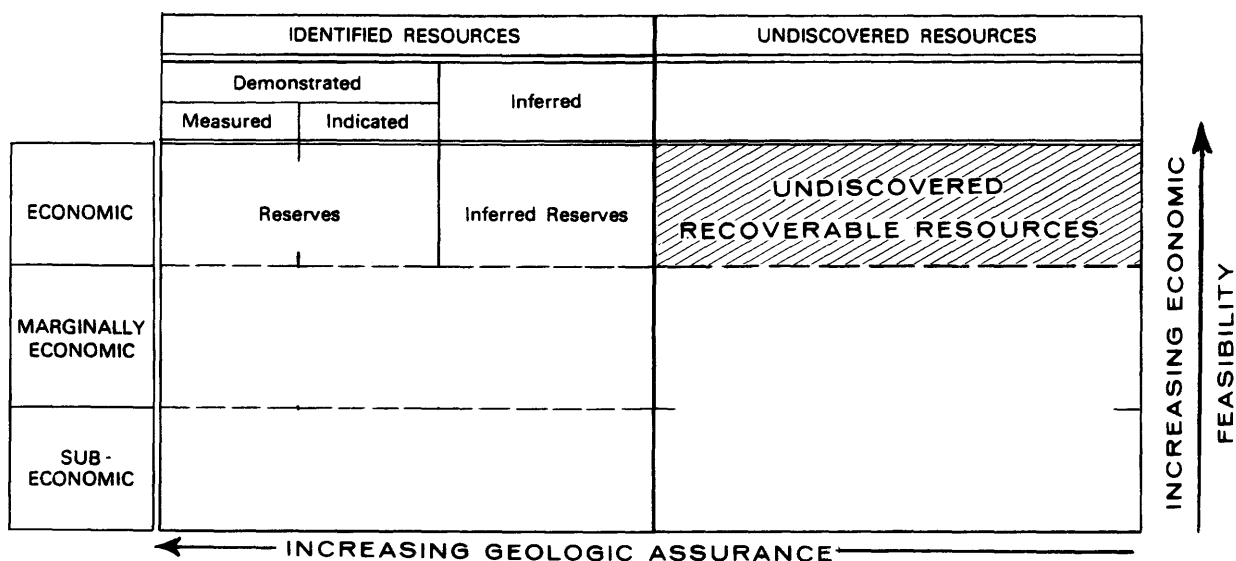 IDENTIFIED RESOURCES
UNDISCOVERED RESOURCES
Demonstrated
Inferred
Measured
Indicated
ECONOMIC
Reserves
Inferred Reserves
UNDISCOVERED
RECOVERABLE RESOURCES
MARGINALLY
ECONOMIC
SUB-
ECONOMIC
INCREASING ECONOMIC
FEASIBILITY
INCREASING GEOLOGIC ASSURANCE